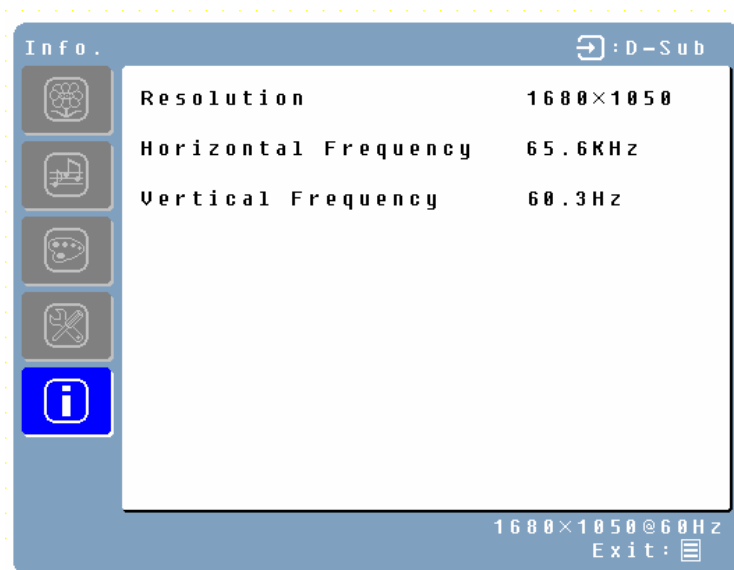 Info.
:D-Sub
Resolution 1680×1050
Horizontal Frequency 65.6KHz
Vertical Frequency 60.3Hz
i
1680×1050@60Hz
Exit: